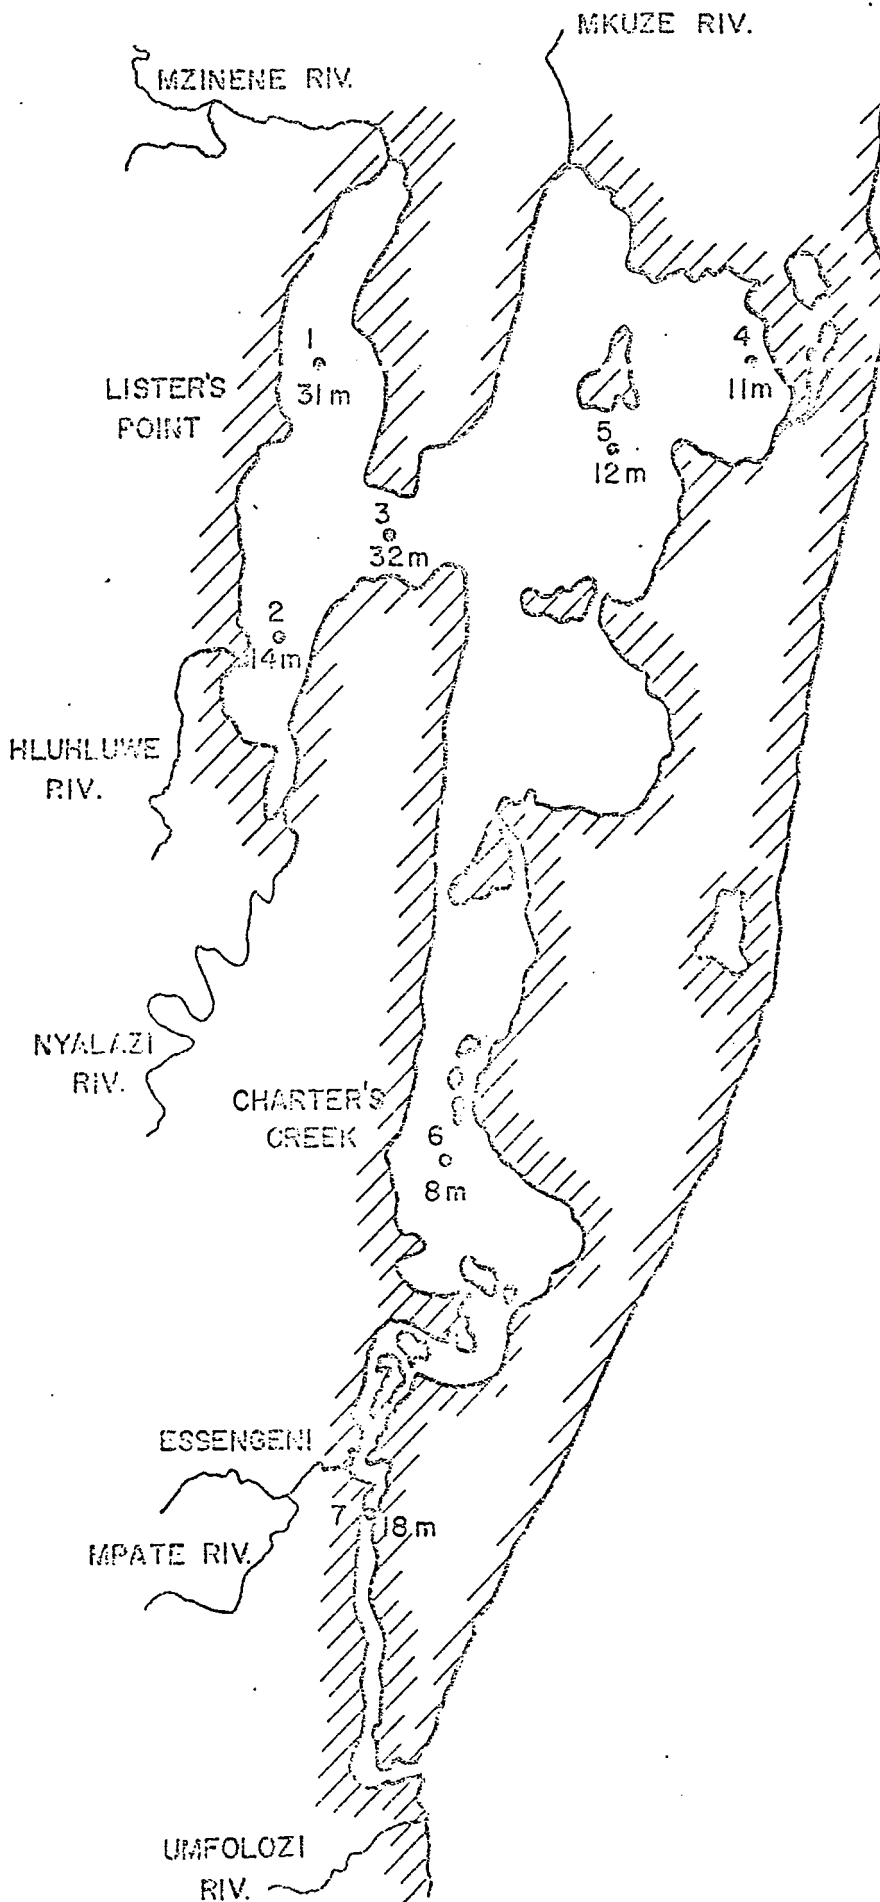 MKUZE RIV.
MZINENE RIV.
1
31m
LISTER'S
POINT
4
11m
5
12m
3
32m
2
14m
HLUHLUWE
RIV.
NYALAZI
RIV.
CHARTER'S
CREEK
6
8m
ESSENGENI
7
18m
MPATE RIV.
UMFOLOZI
RIV.